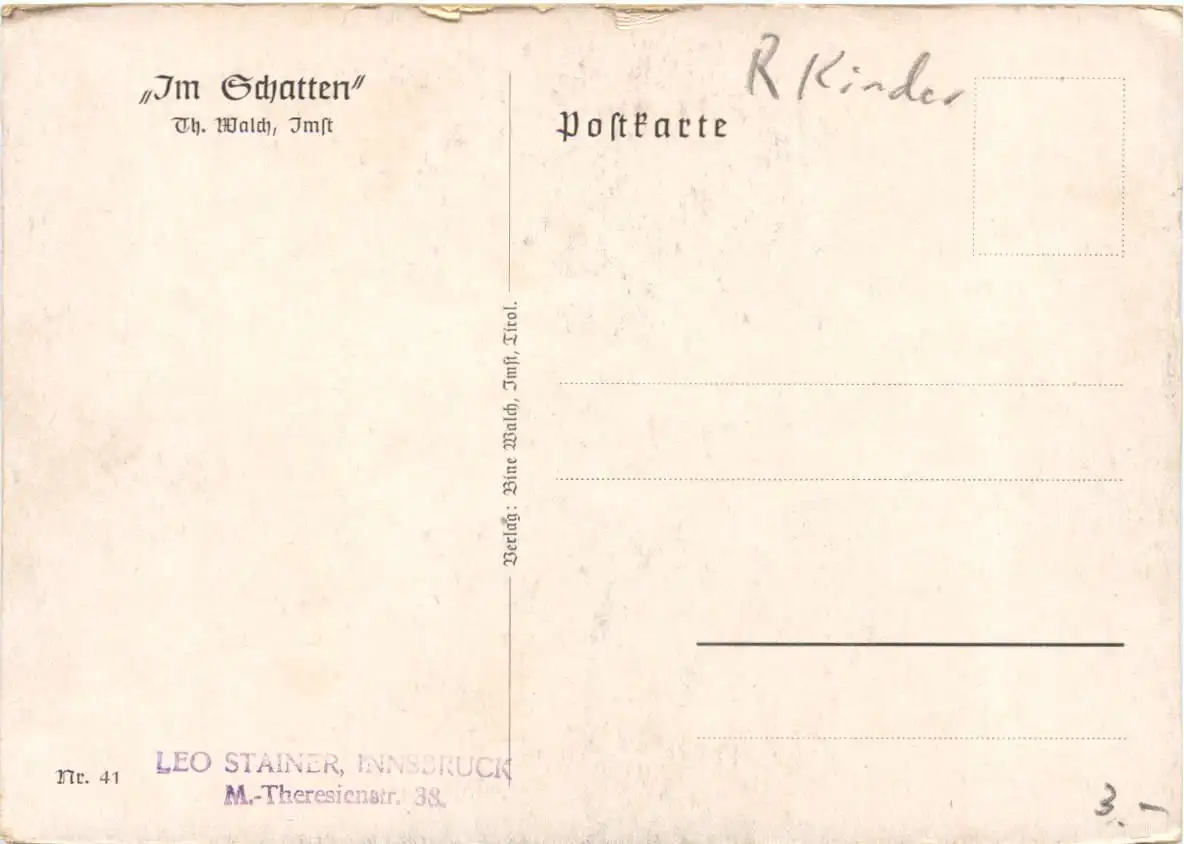 „Im Schatten"
Th. Walch, Imst
Postkarte
R Kinder
Verlag: Bine Walch, Imst, Tirol.
Nr. 41
LEO STAINER, INNSBRUCK
M.-Theresienstr. 38.
3.-